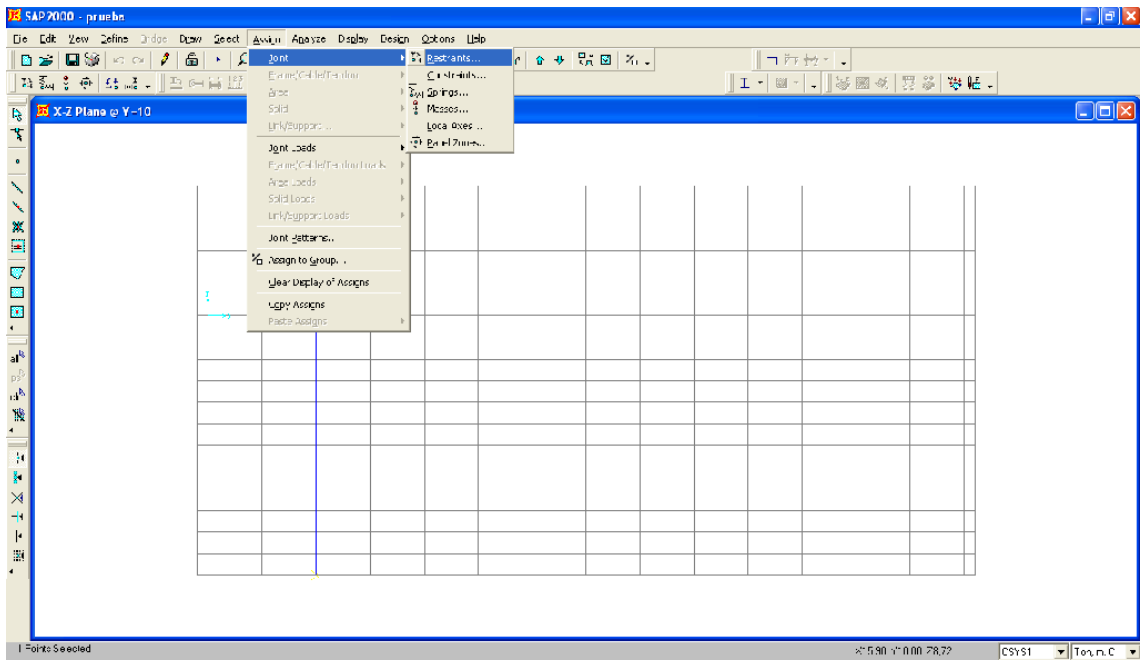 SAP2000 - prueba
File Edit View Define Bridge Draw Select Assign Analyze Display Design Options Help
X-Z Plane @ Y=10
Joint
Frame/Cable/Tendon
Area
Solid
Link/Support...
Joint Loads
Frame/Cable/Tendon Loads
Area Loads
Solid Loads
Link/Support Loads
Joint Patterns...
Assign to Group...
Clear Display of Assigns
Copy Assigns
Paste Assigns
Restraints...
Constraints...
Springs...
Masses...
Local Axes...
Panel Zones...
1 Points Selected
CSYS1
Ton, m, C